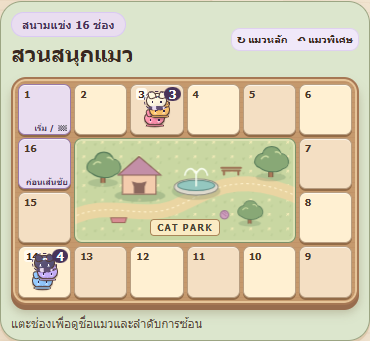 สนามแข่ง 16 ช่อง
สวนสนุกแมว
↻ แมวหลัก ↶ แมวพิเศษ
1 2 3 3 4 5 6
เริ่ม /
16 7
ก่อนเส้นชัย
15 8
CAT PARK
14 4 13 12 11 10 9
แตะช่องเพื่อดูชื่อแมวและลำดับการซ้อน